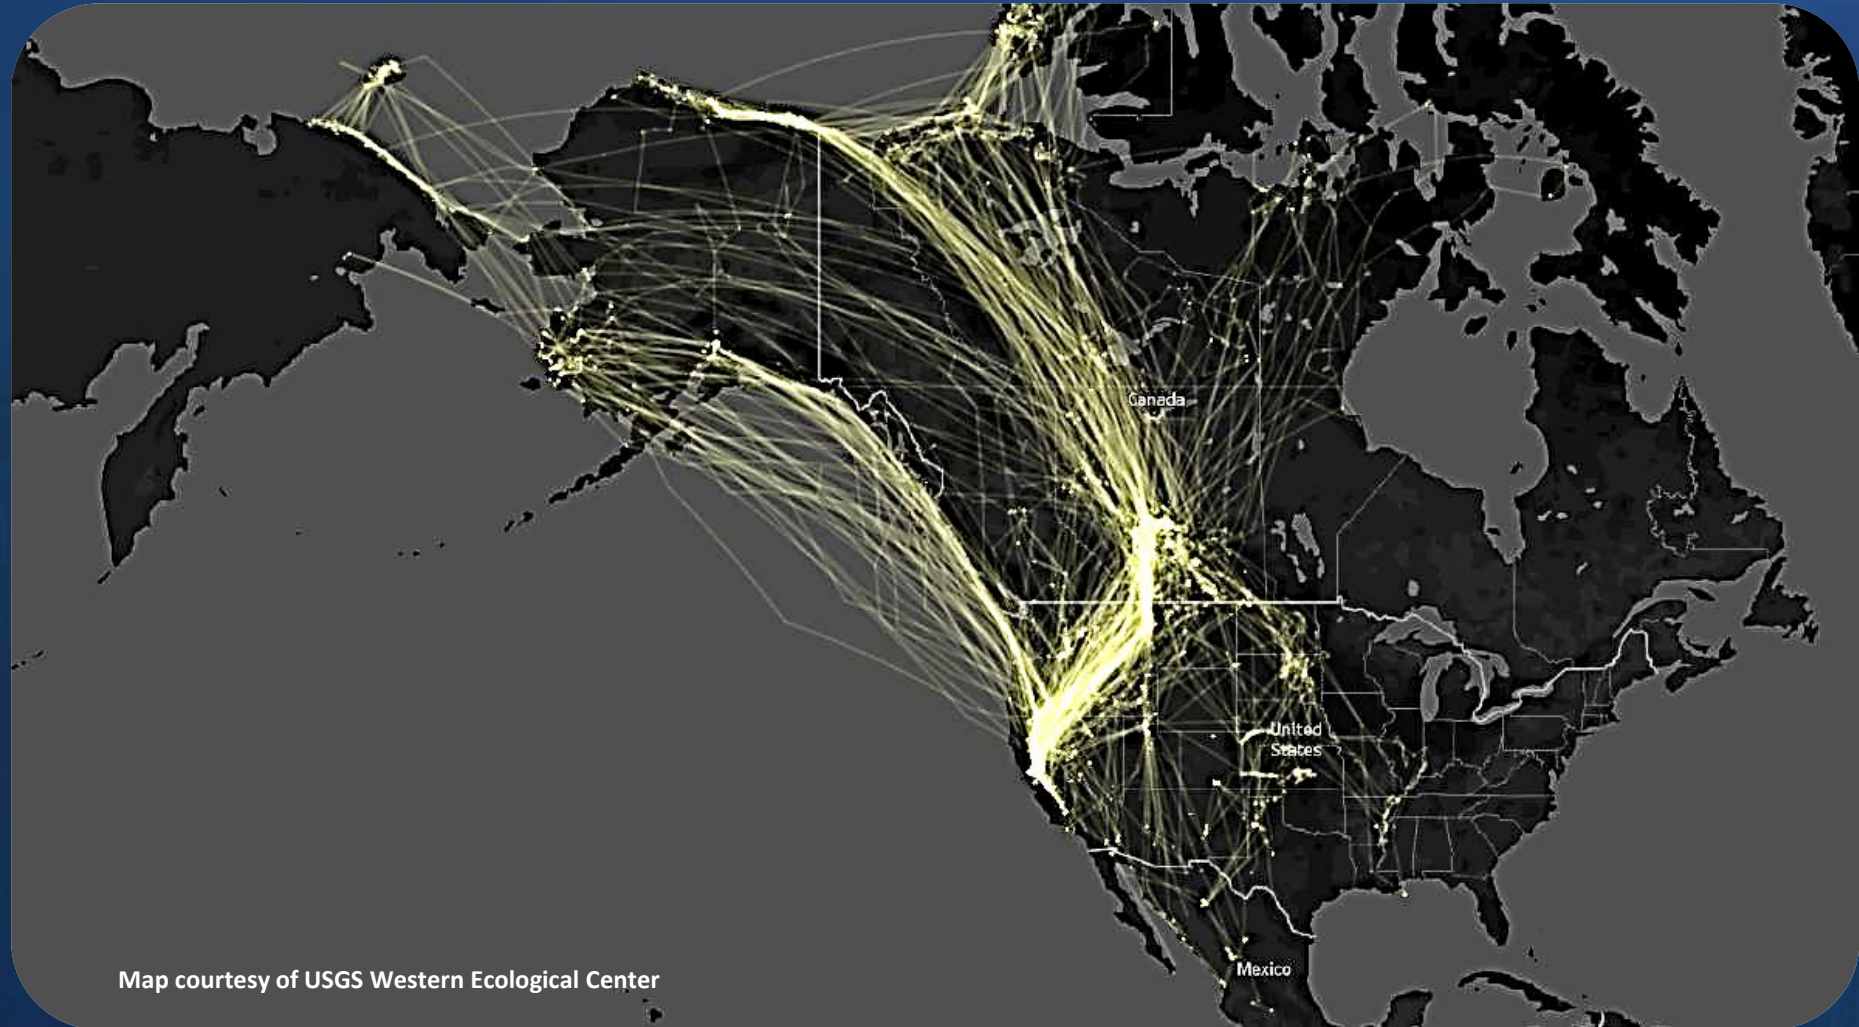 Canada
United
States
Mexico
Map courtesy of USGS Western Ecological Center